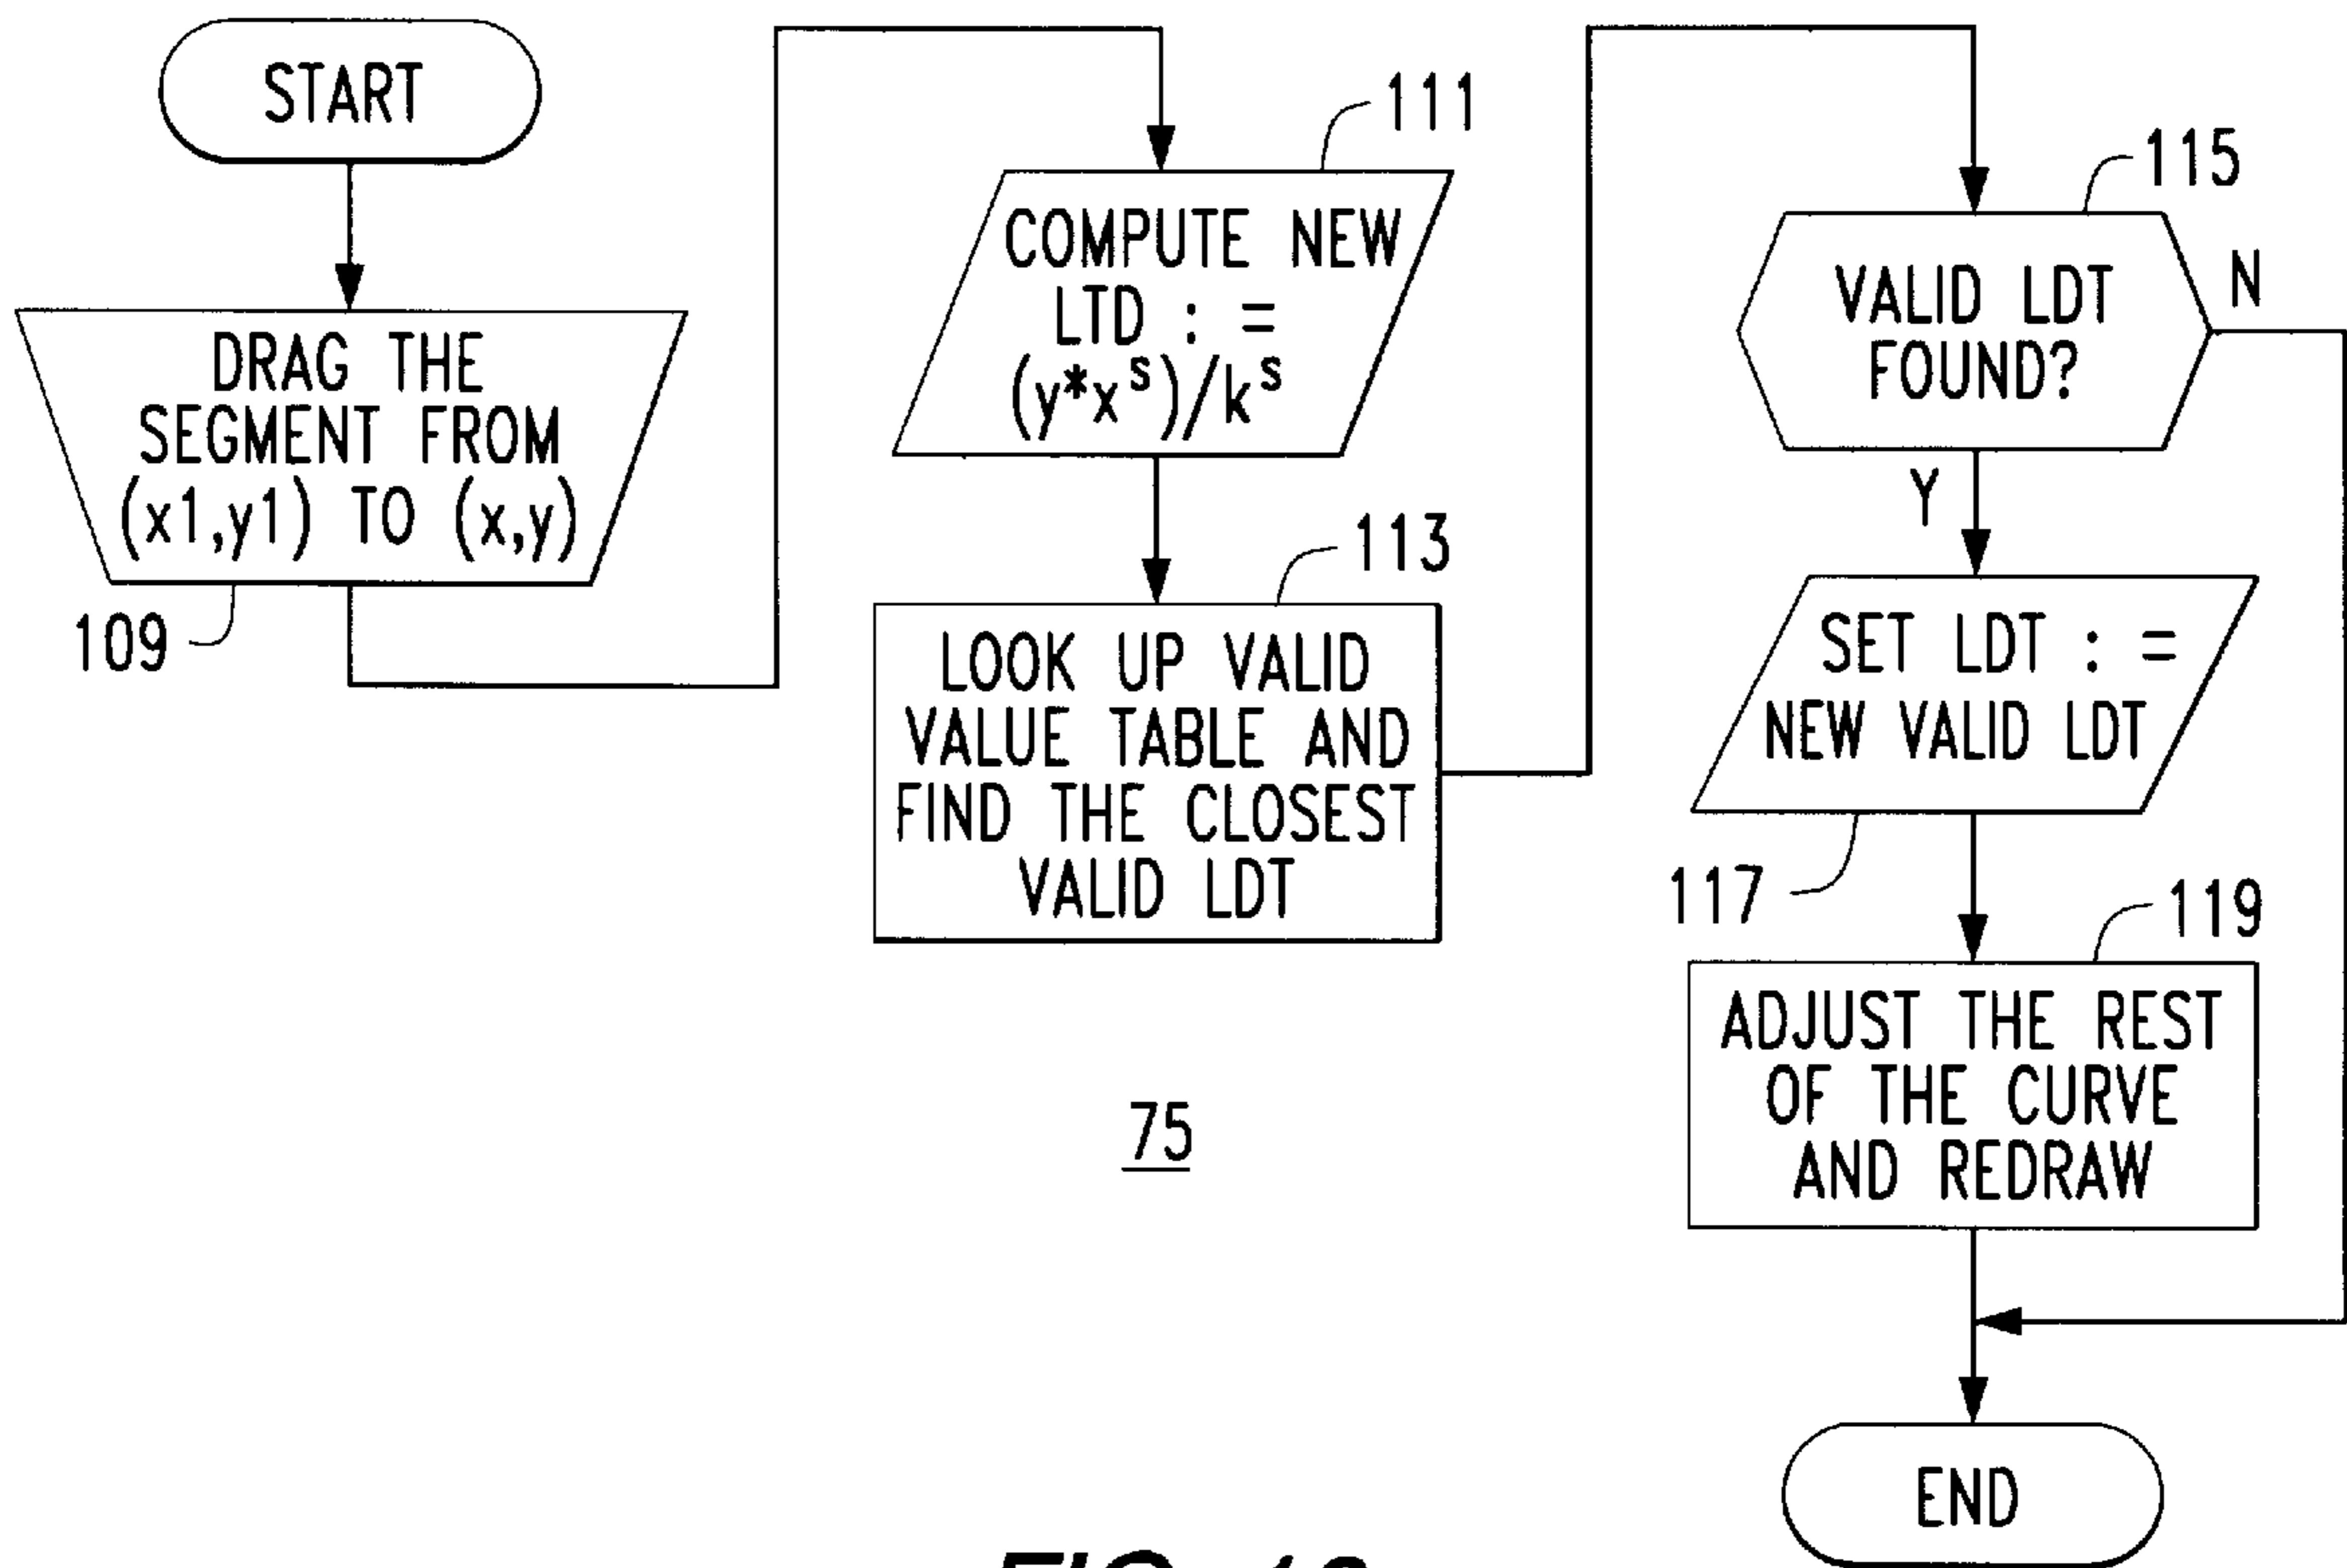 START
DRAG THE
SEGMENT FROM
(x1,y1) TO (x,y)
109
111
COMPUTE NEW
LTD : =
(y*x^s)/k^s
113
LOOK UP VALID
VALUE TABLE AND
FIND THE CLOSEST
VALID LDT
75
115
VALID LDT
FOUND?
N
Y
SET LDT : =
NEW VALID LDT
117
119
ADJUST THE REST
OF THE CURVE
AND REDRAW
END